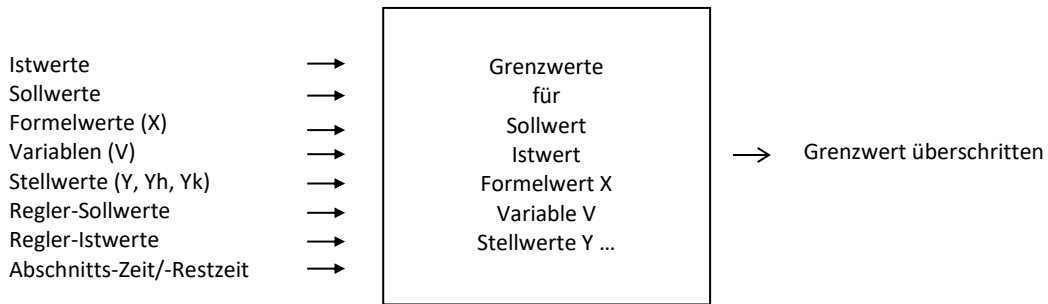 Istwerte
Sollwerte
Formelwerte (X)
Variablen (V)
Stellwerte (Y, Yh, Yk)
Regler-Sollwerte
Regler-Istwerte
Abschnitts-Zeit/-Restzeit
Grenzwerte
für
Sollwert
Istwert
Formelwert X
Variable V
Stellwerte Y ...
Grenzwert überschritten